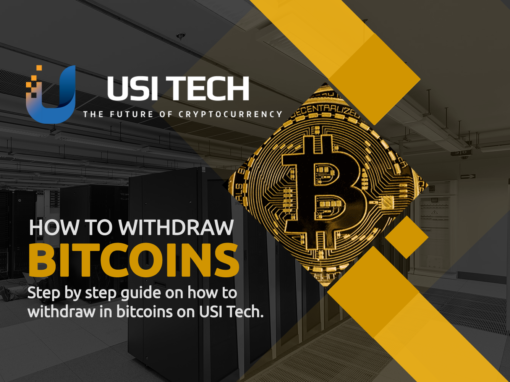 USI TECH
THE FUTURE OF CRYPTOCURRENCY
DECENTRALIZED
HOW TO WITHDRAW
BITCOINS
Step by step guide on how to
withdraw in bitcoins on USI Tech.